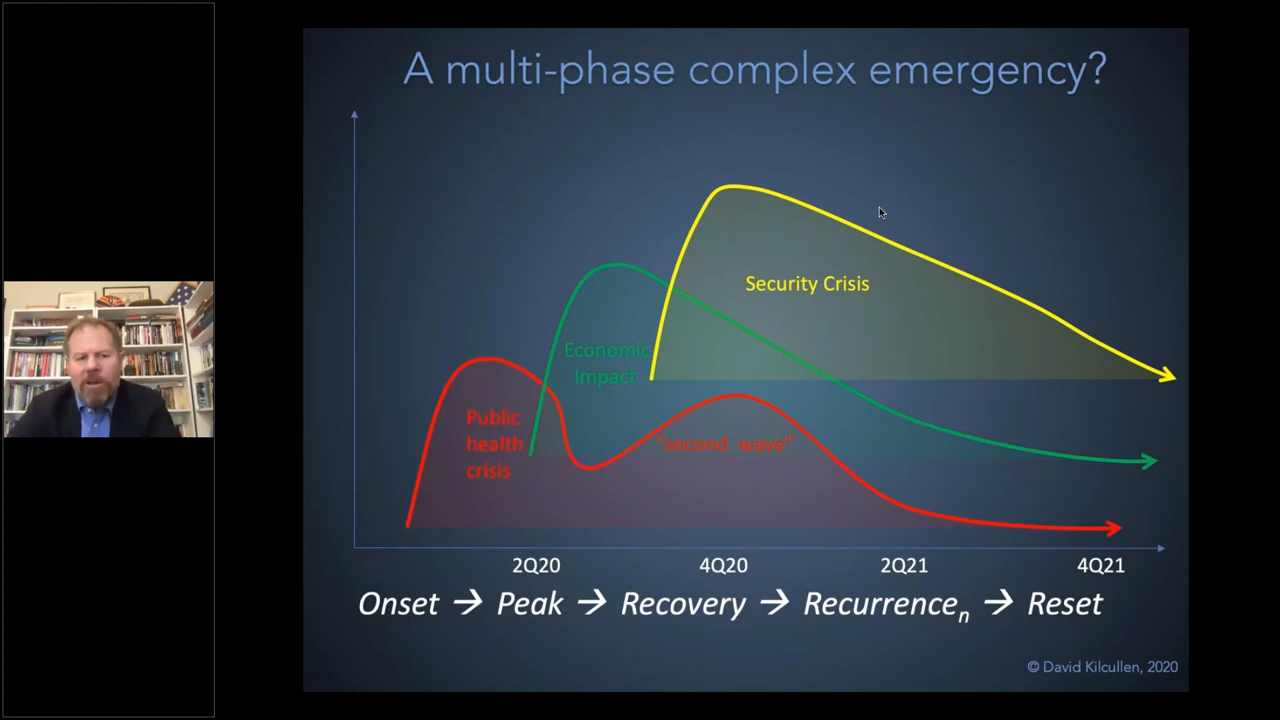 A multi-phase complex emergency?
Security Crisis
Economic
Impact
Public
health
crisis
"second wave"
2Q20 4Q20 2Q21 4Q21
Onset → Peak → Recovery → Recurrenceₙ → Reset
© David Kilcullen, 2020